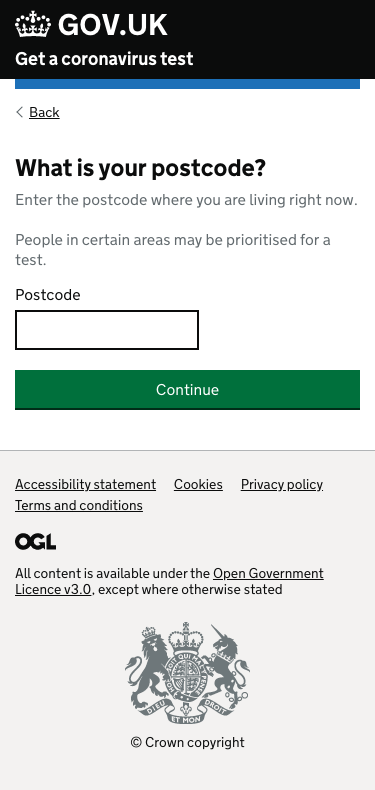 GOV.UK
Get a coronavirus test
Back
What is your postcode?
Enter the postcode where you are living right now.
People in certain areas may be prioritised for a
test.
Postcode
Continue
Accessibility statement Cookies Privacy policy
Terms and conditions
OGL
All content is available under the Open Government
Licence v3.0, except where otherwise stated
DIEU ET MON DROIT
© Crown copyright